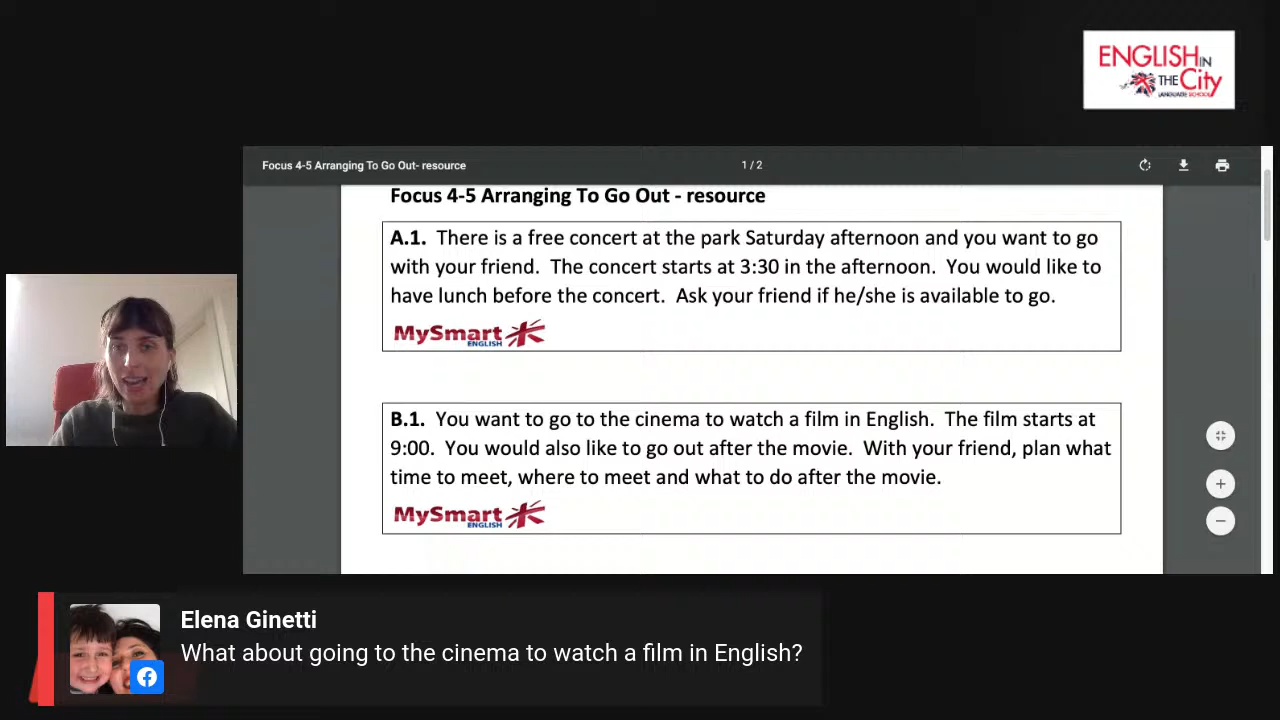 ENGLISH IN
THE City
LANGUAGE SCHOOL
Focus 4-5 Arranging To Go Out- resource
1 / 2
Focus 4-5 Arranging To Go Out - resource
A.1. There is a free concert at the park Saturday afternoon and you want to go
with your friend. The concert starts at 3:30 in the afternoon. You would like to
have lunch before the concert. Ask your friend if he/she is available to go.
MySmart
ENGLISH
B.1. You want to go to the cinema to watch a film in English. The film starts at
9:00. You would also like to go out after the movie. With your friend, plan what
time to meet, where to meet and what to do after the movie.
MySmart
ENGLISH
Elena Ginetti
What about going to the cinema to watch a film in English?